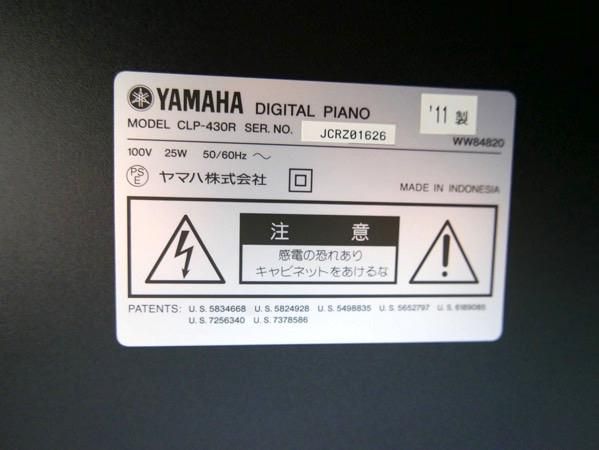 YAMAHA DIGITAL PIANO
'11 製
MODEL CLP-430R SER. NO. JCRZ01626
WW84820
100V 25W 50/60Hz ～
PSE ヤマハ株式会社
MADE IN INDONESIA
注 意
感電の恐れあり
キャビネットをあけるな
PATENTS: U.S. 5834668 U.S. 5824928 U.S. 5498835 U.S. 5652797 U.S. 6189085
U.S. 7256340 U.S. 7378586